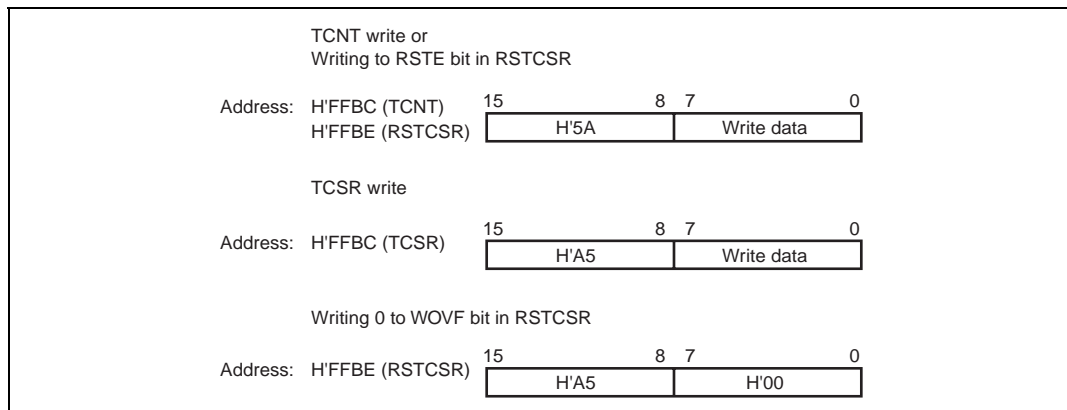 TCNT write or
Writing to RSTE bit in RSTCSR
Address: H'FFBC (TCNT) 15 8 7 0
H'FFBE (RSTCSR) H'5A Write data
TCSR write
15 8 7 0
Address: H'FFBC (TCSR)
H'A5 Write data
Writing 0 to WOVF bit in RSTCSR
15 8 7 0
Address: H'FFBE (RSTCSR)
H'A5 H'00